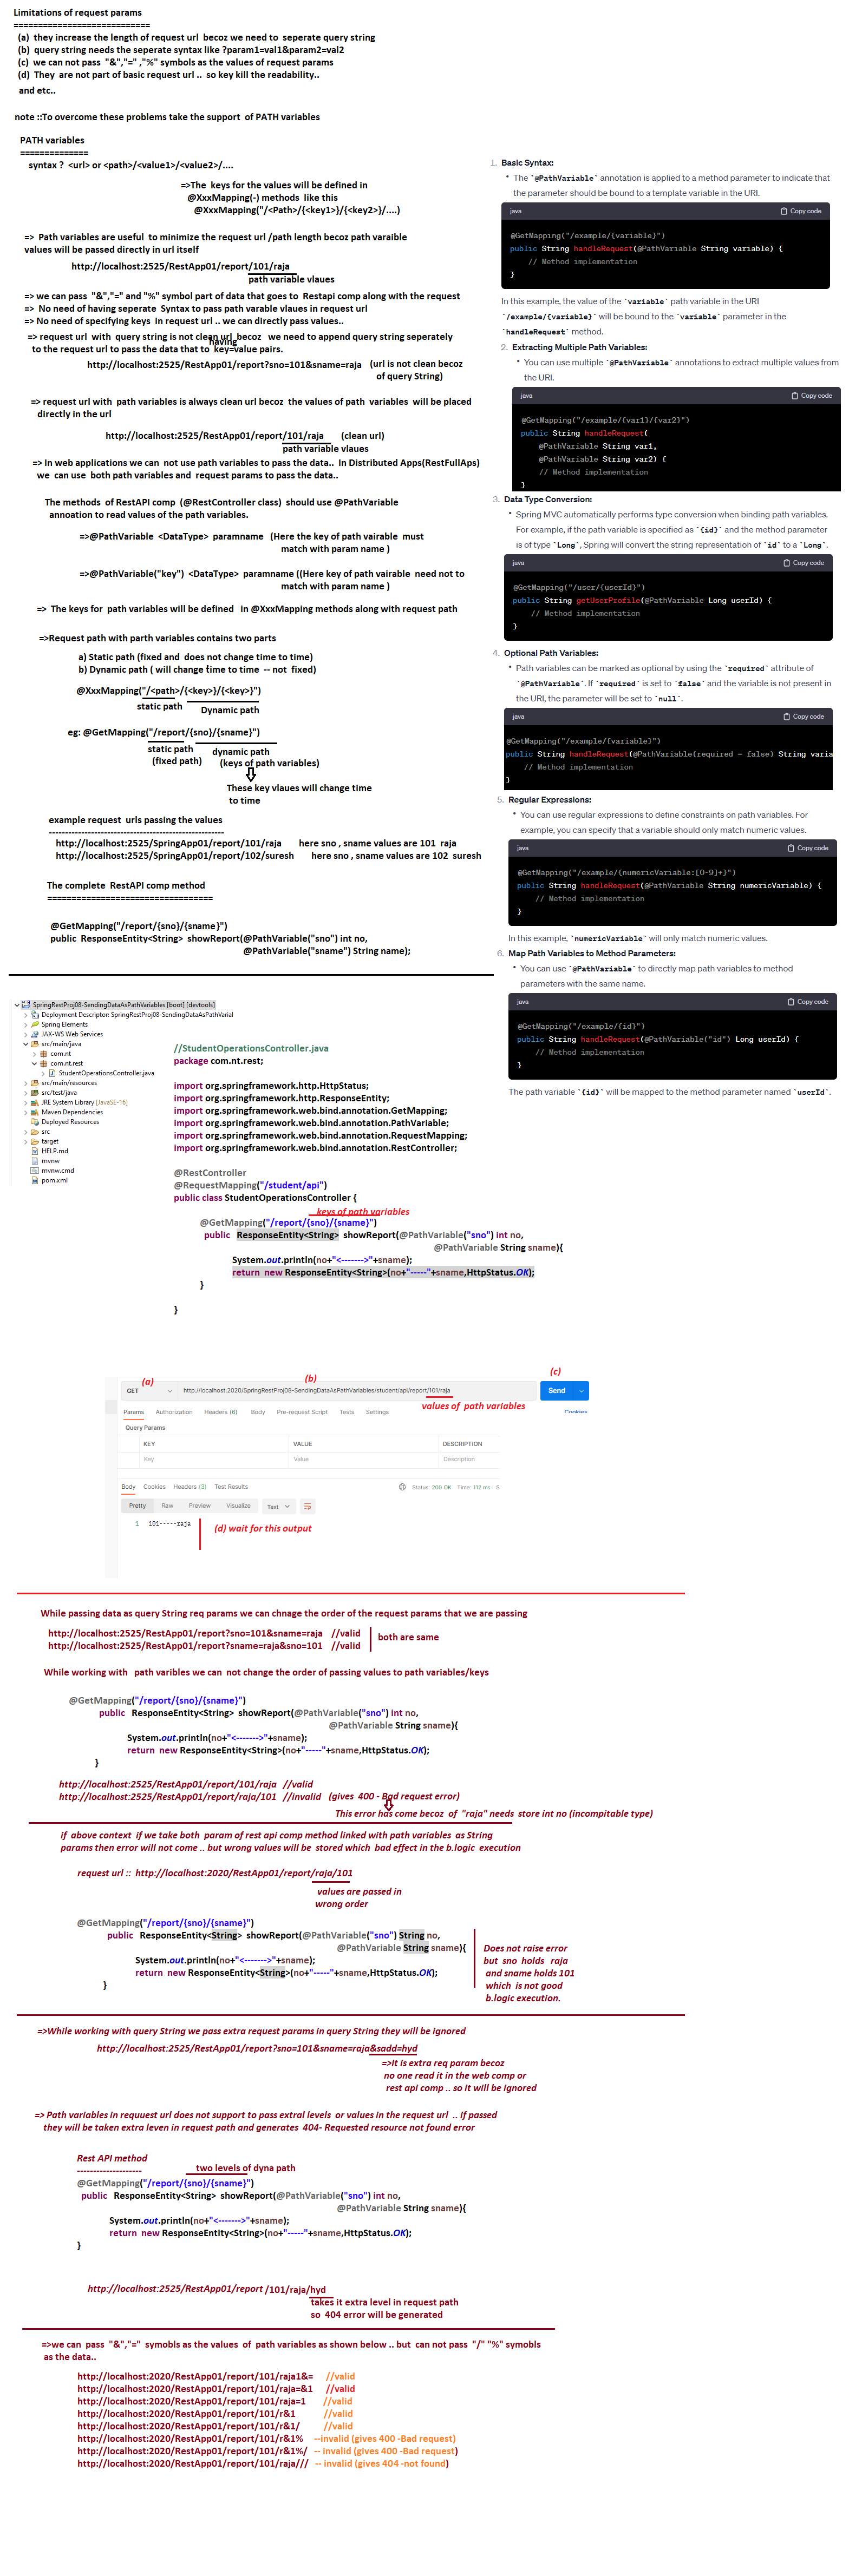 Limitations of request params
============================
(a) they increase the length of request url becoz we need to seperate query string
(b) query string needs the seperate syntax like ?param1=val1&param2=val2
(c) we can not pass "&","=" ,"%" symbols as the values of request params
(d) They are not part of basic request url .. so key kill the readability..
and etc..
note ::To overcome these problems take the support of PATH variables
PATH variables
==============
syntax ? <url> or <path>/<value1>/<value2>/....
=>The keys for the values will be defined in
@XxxMapping(-) methods like this
@XxxMapping("/<Path>/{<key1>}/{<key2>}/....)
=> Path variables are useful to minimize the request url /path length becoz path varaible
values will be passed directly in url itself
http://localhost:2525/RestApp01/report/101/raja
path variable vlaues
=> we can pass "&","=" and "%" symbol part of data that goes to Restapi comp along with the request
=> No need of having seperate Syntax to pass path varable vlaues in request url
=> No need of specifying keys in request url .. we can directly pass values..
=> request url with query string is not clean url becoz we need to append query string seperately
having
to the request url to pass the data that to key=value pairs.
http://localhost:2525/RestApp01/report?sno=101&sname=raja (url is not clean becoz
of query String)
=> request url with path variables is always clean url becoz the values of path variables will be placed
directly in the url
http://localhost:2525/RestApp01/report/101/raja (clean url)
path variable vlaues
=> In web applications we can not use path variables to pass the data.. In Distributed Apps(RestFullAps)
we can use both path variables and request params to pass the data..
The methods of RestAPI comp (@RestController class) should use @PathVariable
annoation to read values of the path variables.
=>@PathVariable <DataType> paramname (Here the key of path vairable must
match with param name )
=>@PathVariable("key") <DataType> paramname ((Here key of path vairable need not to
match with param name )
=> The keys for path variables will be defined in @XxxMapping methods along with request path
=>Request path with parth variables contains two parts
a) Static path (fixed and does not change time to time)
b) Dynamic path ( will change time to time -- not fixed)
@XxxMapping("/<path>/{<key>}/{<key>}")
static path Dynamic path
eg: @GetMapping("/report/{sno}/{sname}")
static path dynamic path
(fixed path) (keys of path variables)
These key vlaues will change time
to time
example request urls passing the values
------------------------------------------------------
http://localhost:2525/SpringApp01/report/101/raja here sno , sname values are 101 raja
http://localhost:2525/SpringApp01/report/102/suresh here sno , sname values are 102 suresh
The complete RestAPI comp method
==================================
@GetMapping("/report/{sno}/{sname}")
public ResponseEntity<String> showReport(@PathVariable("sno") int no,
@PathVariable("sname") String name);
1. Basic Syntax:
• The `@PathVariable` annotation is applied to a method parameter to indicate that
the parameter should be bound to a template variable in the URI.
java Copy code
@GetMapping("/example/{variable}")
public String handleRequest(@PathVariable String variable) {
// Method implementation
}
In this example, the value of the `variable` path variable in the URI
`/example/{variable}` will be bound to the `variable` parameter in the
`handleRequest` method.
2. Extracting Multiple Path Variables:
• You can use multiple `@PathVariable` annotations to extract multiple values from
the URI.
java Copy code
@GetMapping("/example/{var1}/{var2}")
public String handleRequest(
@PathVariable String var1,
@PathVariable String var2) {
// Method implementation
}
3. Data Type Conversion:
• Spring MVC automatically performs type conversion when binding path variables.
For example, if the path variable is specified as `{id}` and the method parameter
is of type `Long`, Spring will convert the string representation of `id` to a `Long`.
java Copy code
@GetMapping("/user/{userId}")
public String getUserProfile(@PathVariable Long userId) {
// Method implementation
}
4. Optional Path Variables:
• Path variables can be marked as optional by using the `required` attribute of
`@PathVariable`. If `required` is set to `false` and the variable is not present in
the URI, the parameter will be set to `null`.
java Copy code
@GetMapping("/example/{variable}")
public String handleRequest(@PathVariable(required = false) String varia
// Method implementation
}
5. Regular Expressions:
• You can use regular expressions to define constraints on path variables. For
example, you can specify that a variable should only match numeric values.
java Copy code
@GetMapping("/example/{numericVariable:[0-9]+}")
public String handleRequest(@PathVariable String numericVariable) {
// Method implementation
}
In this example, `numericVariable` will only match numeric values.
6. Map Path Variables to Method Parameters:
• You can use `@PathVariable` to directly map path variables to method
parameters with the same name.
java Copy code
@GetMapping("/example/{id}")
public String handleRequest(@PathVariable("id") Long userId) {
// Method implementation
}
The path variable `{id}` will be mapped to the method parameter named `userId`.
SpringRestProj08-SendingDataAsPathVariables [boot] [devtools]
Deployment Descriptor: SpringRestProj08-SendingDataAsPathVarial
Spring Elements
JAX-WS Web Services
src/main/java
com.nt
com.nt.rest
StudentOperationsController.java
src/main/resources
src/test/java
JRE System Library [JavaSE-16]
Maven Dependencies
Deployed Resources
src
target
HELP.md
mvnw
mvnw.cmd
pom.xml
//StudentOperationsController.java
package com.nt.rest;
import org.springframework.http.HttpStatus;
import org.springframework.http.ResponseEntity;
import org.springframework.web.bind.annotation.GetMapping;
import org.springframework.web.bind.annotation.PathVariable;
import org.springframework.web.bind.annotation.RequestMapping;
import org.springframework.web.bind.annotation.RestController;
@RestController
@RequestMapping("/student/api")
public class StudentOperationsController {
keys of path variables
@GetMapping("/report/{sno}/{sname}")
public ResponseEntity<String> showReport(@PathVariable("sno") int no,
@PathVariable String sname){
System.out.println(no+"<------->"+sname);
return new ResponseEntity<String>(no+"-----"+sname,HttpStatus.OK);
}
}
(a) (b) (c)
GET http://localhost:2020/SpringRestProj08-SendingDataAsPathVariables/student/api/report/101/raja Send
values of path variables
Params Authorization Headers (6) Body Pre-request Script Tests Settings Cookies
Query Params
KEY VALUE DESCRIPTION
Key Value Description
Body Cookies Headers (3) Test Results Status: 200 OK Time: 112 ms S
Pretty Raw Preview Visualize Text
1 101-----raja
(d) wait for this output
While passing data as query String req params we can chnage the order of the request params that we are passing
http://localhost:2525/RestApp01/report?sno=101&sname=raja //valid
http://localhost:2525/RestApp01/report?sname=raja&sno=101 //valid
both are same
While working with path varibles we can not change the order of passing values to path variables/keys
@GetMapping("/report/{sno}/{sname}")
public ResponseEntity<String> showReport(@PathVariable("sno") int no,
@PathVariable String sname){
System.out.println(no+"<------->"+sname);
return new ResponseEntity<String>(no+"-----"+sname,HttpStatus.OK);
}
http://localhost:2525/RestApp01/report/101/raja //valid
http://localhost:2525/RestApp01/report/raja/101 //invalid (gives 400 - Bad request error)
This error has come becoz of "raja" needs store int no (incompitable type)
if above context if we take both param of rest api comp method linked with path variables as String
params then error will not come .. but wrong values will be stored which bad effect in the b.logic execution
request url :: http://localhost:2020/RestApp01/report/raja/101
values are passed in
wrong order
@GetMapping("/report/{sno}/{sname}")
public ResponseEntity<String> showReport(@PathVariable("sno") String no,
@PathVariable String sname){
System.out.println(no+"<------->"+sname);
return new ResponseEntity<String>(no+"-----"+sname,HttpStatus.OK);
}
Does not raise error
but sno holds raja
and sname holds 101
which is not good
b.logic execution.
=>While working with query String we pass extra request params in query String they will be ignored
http://localhost:2525/RestApp01/report?sno=101&sname=raja&sadd=hyd
=>It is extra req param becoz
no one read it in the web comp or
rest api comp .. so it will be ignored
=> Path variables in requuest url does not support to pass extral levels or values in the request url .. if passed
they will be taken extra leven in request path and generates 404- Requested resource not found error
Rest API method
--------------------
two levels of dyna path
@GetMapping("/report/{sno}/{sname}")
public ResponseEntity<String> showReport(@PathVariable("sno") int no,
@PathVariable String sname){
System.out.println(no+"<------->"+sname);
return new ResponseEntity<String>(no+"-----"+sname,HttpStatus.OK);
}
http://localhost:2525/RestApp01/report /101/raja/hyd
takes it extra level in request path
so 404 error will be generated
=>we can pass "&","=" symobls as the values of path variables as shown below .. but can not pass "/" "%" symobls
as the data..
http://localhost:2020/RestApp01/report/101/raja1&= //valid
http://localhost:2020/RestApp01/report/101/raja=&1 //valid
http://localhost:2020/RestApp01/report/101/raja=1 //valid
http://localhost:2020/RestApp01/report/101/r&1 //valid
http://localhost:2020/RestApp01/report/101/r&1/ //valid
http://localhost:2020/RestApp01/report/101/r&1% --invalid (gives 400 -Bad request)
http://localhost:2020/RestApp01/report/101/r&1%/ -- invalid (gives 400 -Bad request)
http://localhost:2020/RestApp01/report/101/raja/// -- invalid (gives 404 -not found)